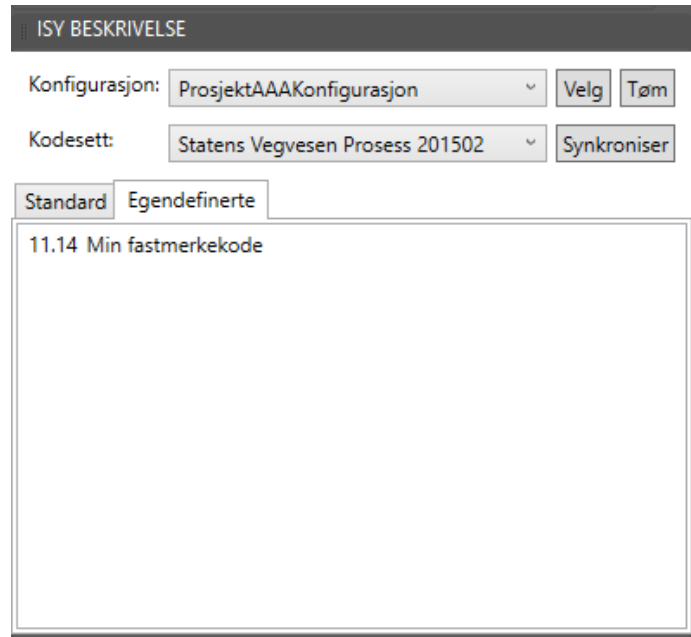 ISY BESKRIVELSE
Konfigurasjon: ProsjektAAAKonfigurasjon Velg Tøm
Kodesett: Statens Vegvesen Prosess 201502 Synkroniser
Standard Egendefinerte
11.14 Min fastmerkekode